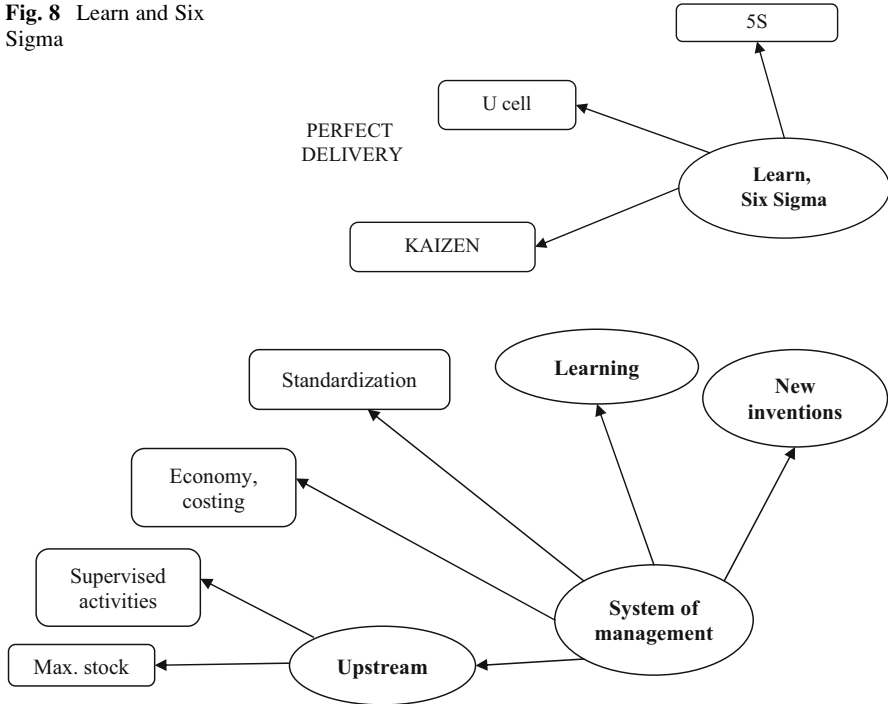 Fig. 8 Learn and Six
Sigma
5S
U cell
PERFECT
DELIVERY
Learn,
Six Sigma
KAIZEN
Learning
Standardization
New
inventions
Economy,
costing
Supervised
activities
System of
management
Max. stock
Upstream